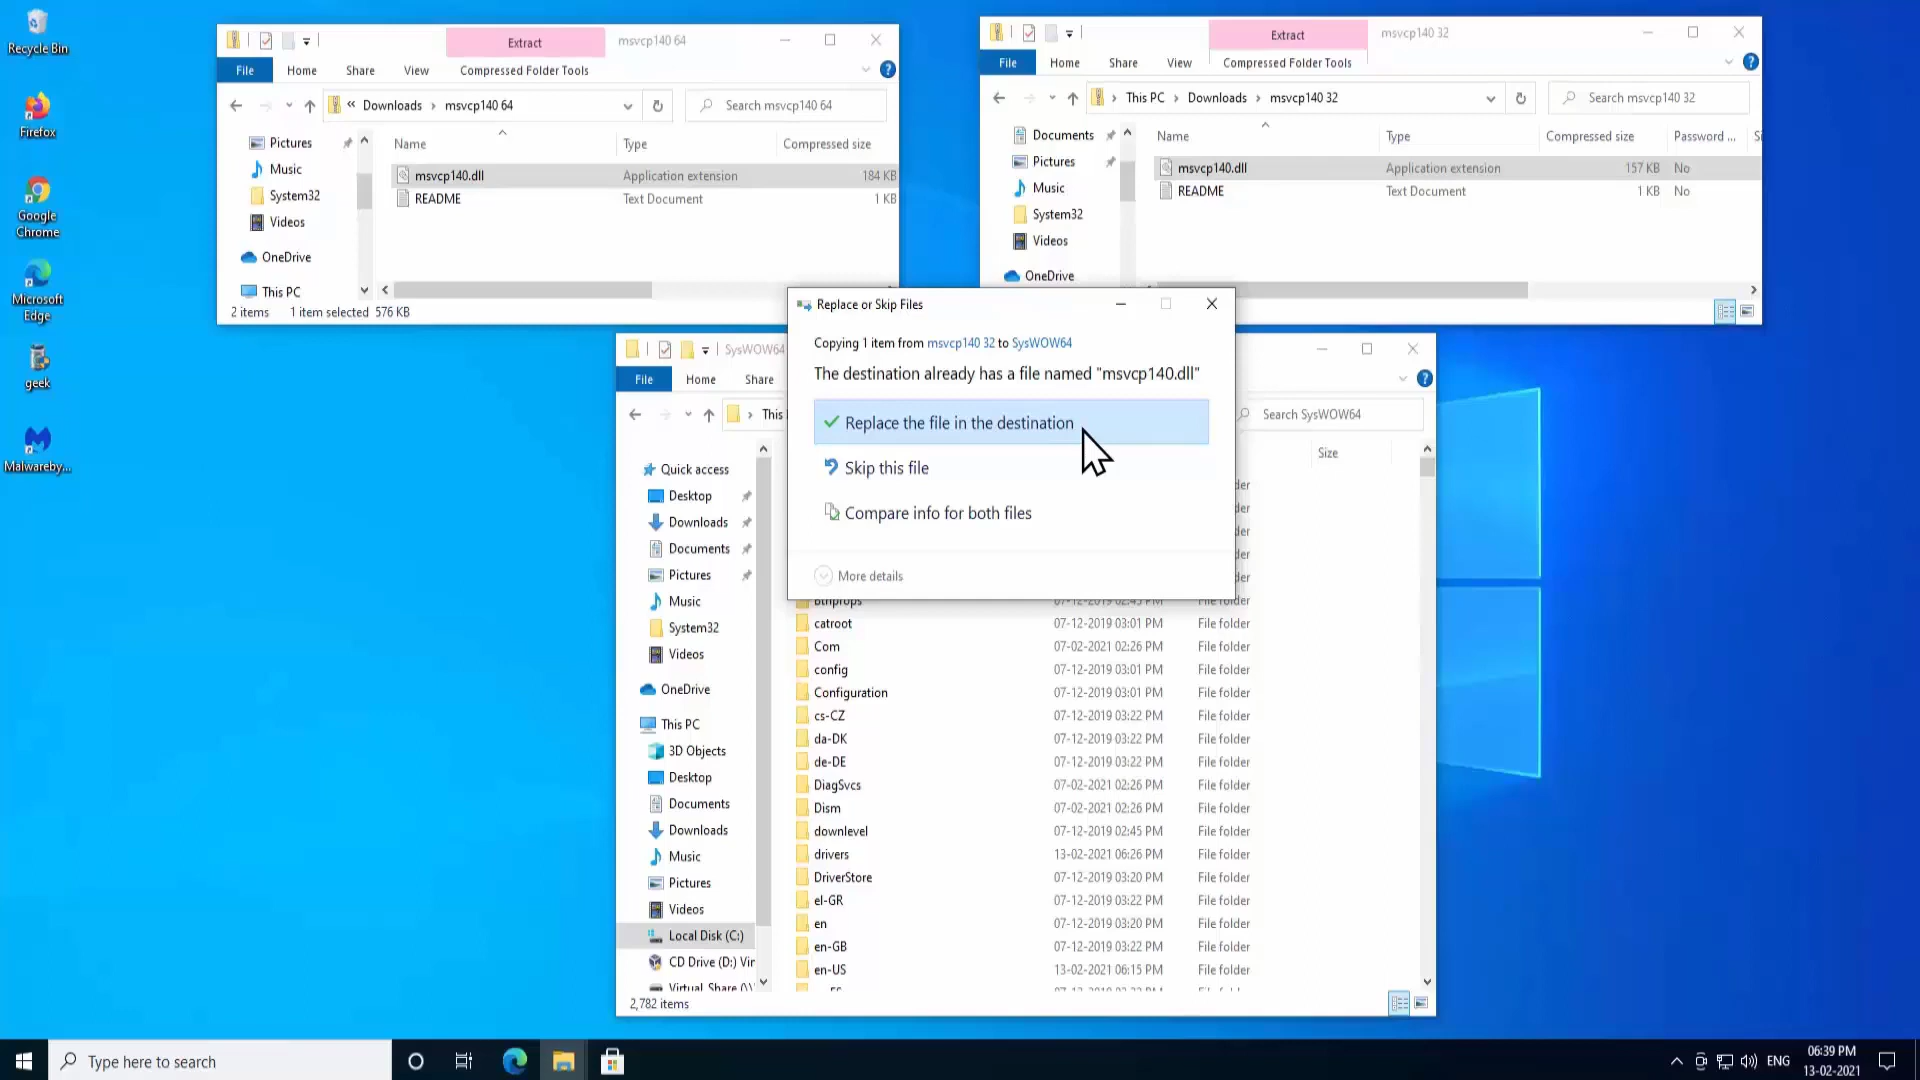 Recycle Bin
Firefox
Google
Chrome
Microsoft
Edge
geek
Malwareby...
Extract
msvcp140 64
File
Home
Share
View
Compressed Folder Tools
« Downloads › msvcp140 64
Search msvcp140 64
Pictures
Music
System32
Videos
OneDrive
This PC
Name
Type
Compressed size
msvcp140.dll
Application extension
184 KB
README
Text Document
1 KB
2 items
1 item selected 576 KB
Extract
msvcp140 32
File
Home
Share
View
Compressed Folder Tools
› This PC › Downloads › msvcp140 32
Search msvcp140 32
Documents
Pictures
Music
System32
Videos
OneDrive
Name
Type
Compressed size
Password ...
msvcp140.dll
Application extension
157 KB
No
README
Text Document
1 KB
No
Replace or Skip Files
Copying 1 item from msvcp140 32 to SysWOW64
The destination already has a file named "msvcp140.dll"
Replace the file in the destination
Skip this file
Compare info for both files
More details
SysWOW64
File
Home
Share
This
Search SysWOW64
Size
Quick access
Desktop
Downloads
Documents
Pictures
Music
System32
Videos
OneDrive
This PC
3D Objects
Desktop
Documents
Downloads
Music
Pictures
Videos
Local Disk (C:)
CD Drive (D:) Vir
Virtual_Share (\\
Bthprops 07-12-2019 02:45 PM File folder
catroot 07-12-2019 03:01 PM File folder
Com 07-02-2021 02:26 PM File folder
config 07-12-2019 03:01 PM File folder
Configuration 07-12-2019 03:01 PM File folder
cs-CZ 07-12-2019 03:22 PM File folder
da-DK 07-12-2019 03:22 PM File folder
de-DE 07-12-2019 03:22 PM File folder
DiagSvcs 07-02-2021 02:26 PM File folder
Dism 07-02-2021 02:26 PM File folder
downlevel 07-12-2019 02:45 PM File folder
drivers 13-02-2021 06:26 PM File folder
DriverStore 07-12-2019 03:20 PM File folder
el-GR 07-12-2019 03:22 PM File folder
en 07-12-2019 03:20 PM File folder
en-GB 07-12-2019 03:22 PM File folder
en-US 13-02-2021 06:15 PM File folder
2,782 items
Type here to search
ENG
06:39 PM
13-02-2021